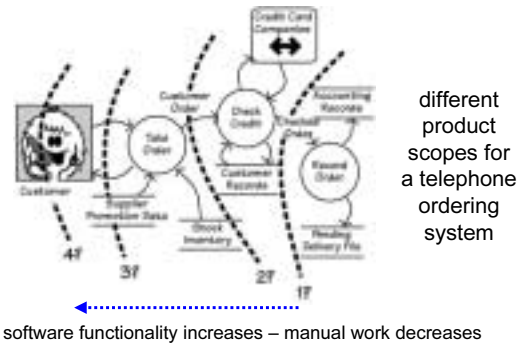 Credit Card
Companies
Customer
Order
Check
Credit
Checked
Orders
Accounting
Records
Take
Order
Record
Order
Customer
Customer
Records
Supplier
Promotion Data
Stock
Inventory
Pending
Delivery File
4?
3?
2?
1?
different
product
scopes for
a telephone
ordering
system
software functionality increases – manual work decreases